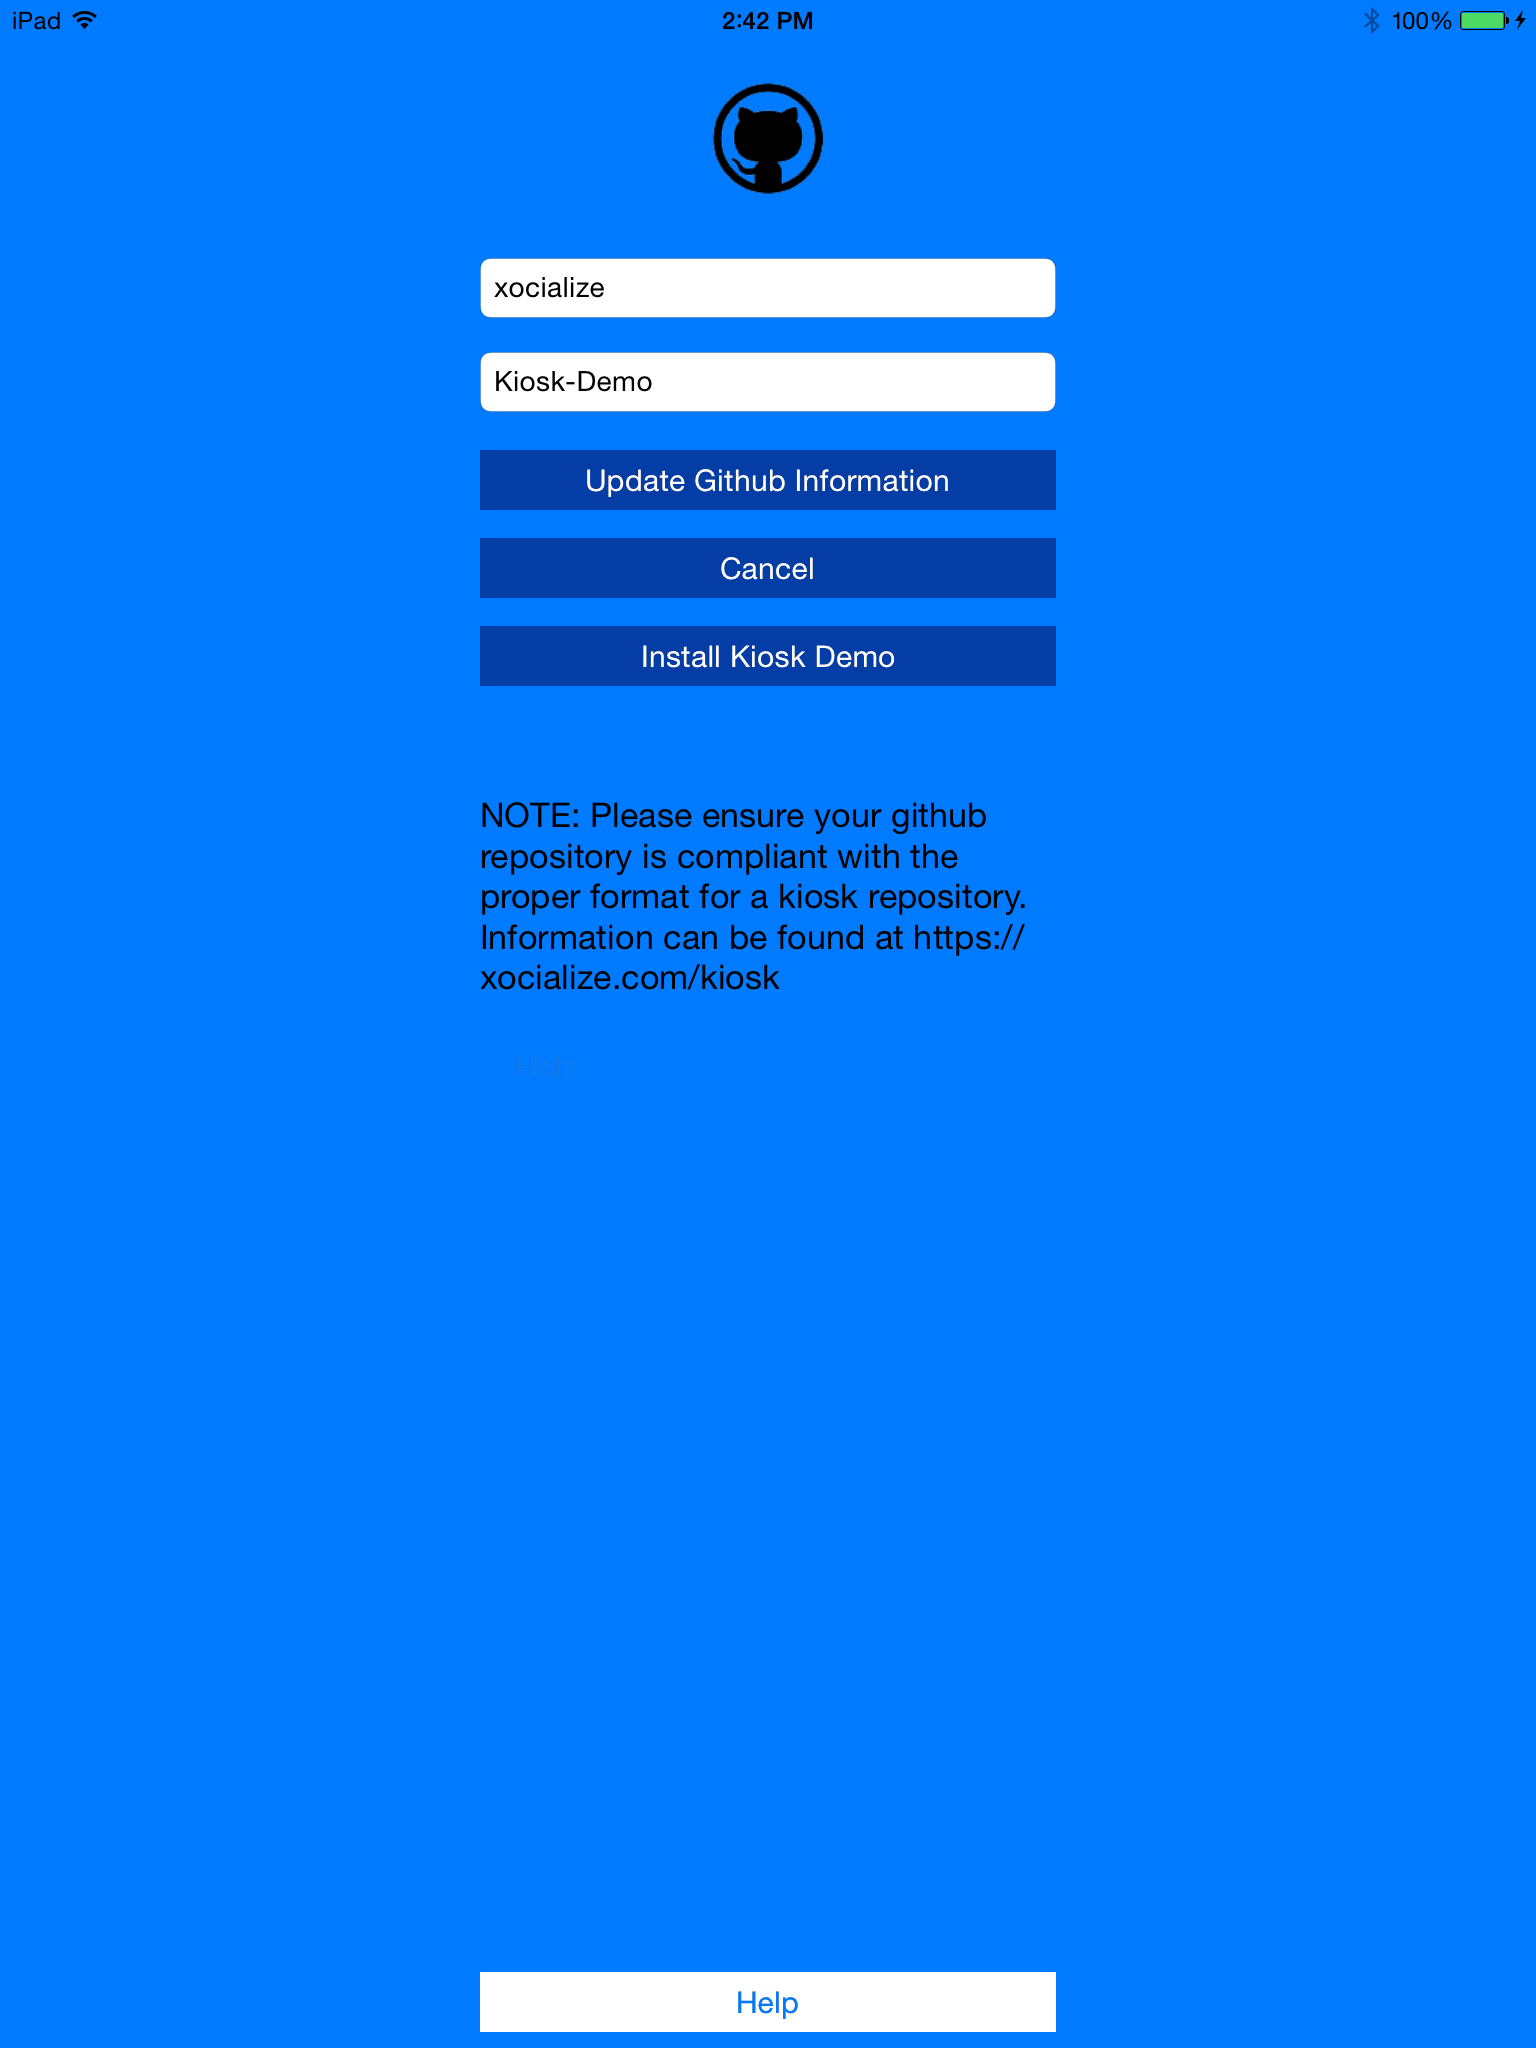 iPad 2:42 PM 100%
xocialize
Kiosk-Demo
Update Github Information
Cancel
Install Kiosk Demo
NOTE: Please ensure your github
repository is compliant with the
proper format for a kiosk repository.
Information can be found at https://
xocialize.com/kiosk
Help
Help